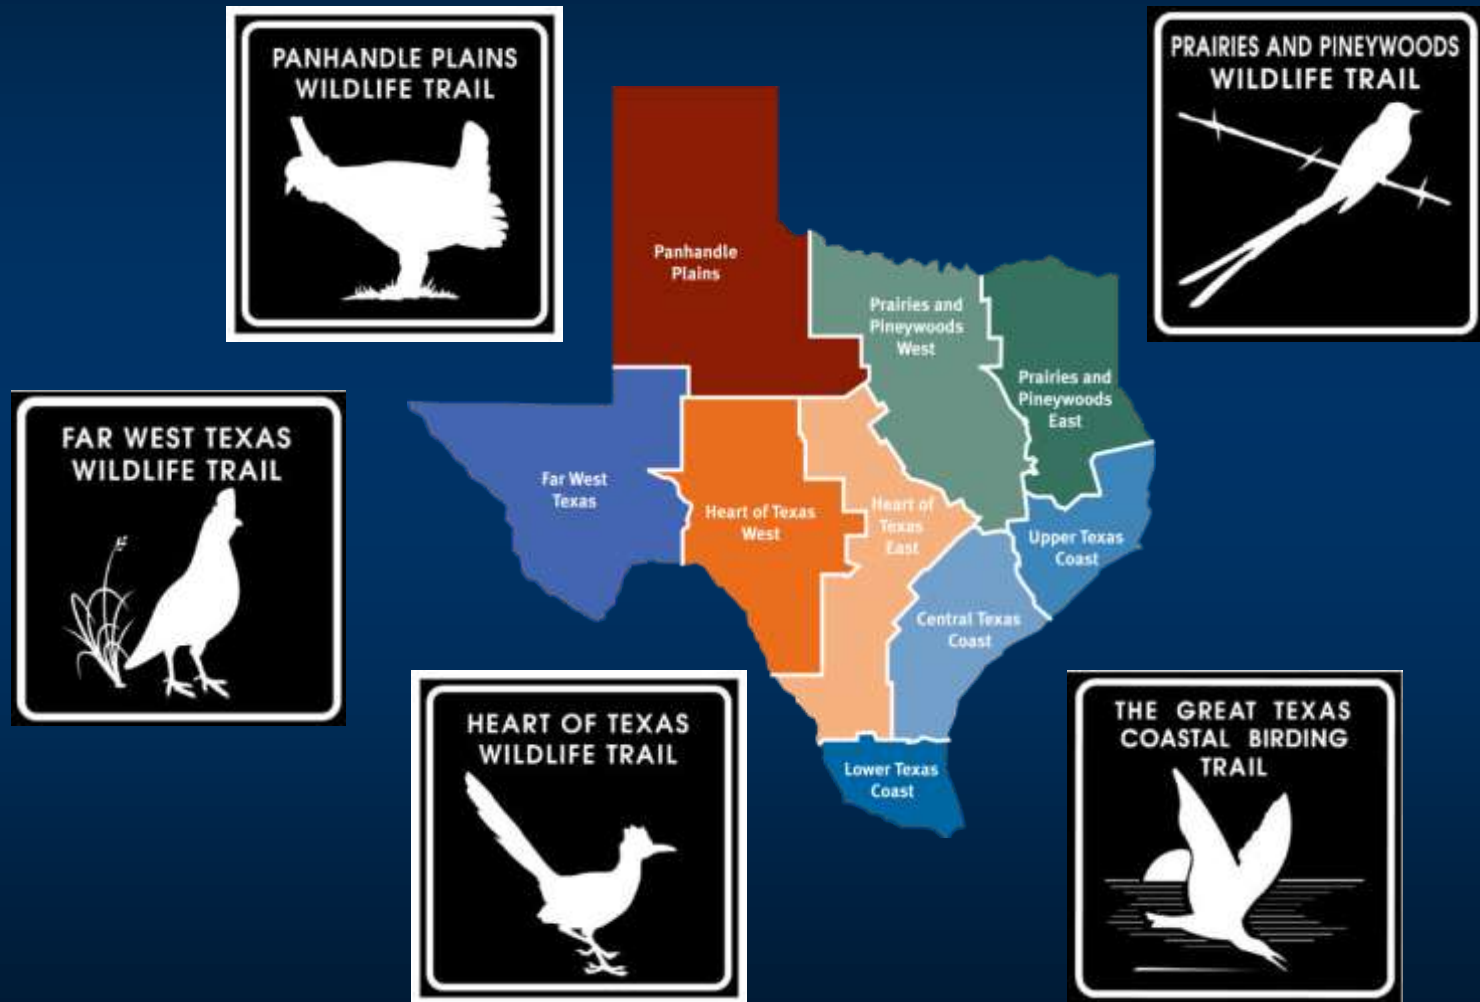 PANHANDLE PLAINS
WILDLIFE TRAIL
PRAIRIES AND PINEYWOODS
WILDLIFE TRAIL
Panhandle
Plains
Prairies and
Pineywoods
West
Prairies and
Pineywoods
East
FAR WEST TEXAS
WILDLIFE TRAIL
Far West
Texas
Heart of Texas
West
Heart of
Texas
East
Upper Texas
Coast
Central Texas
Coast
HEART OF TEXAS
WILDLIFE TRAIL
Lower Texas
Coast
THE GREAT TEXAS
COASTAL BIRDING
TRAIL